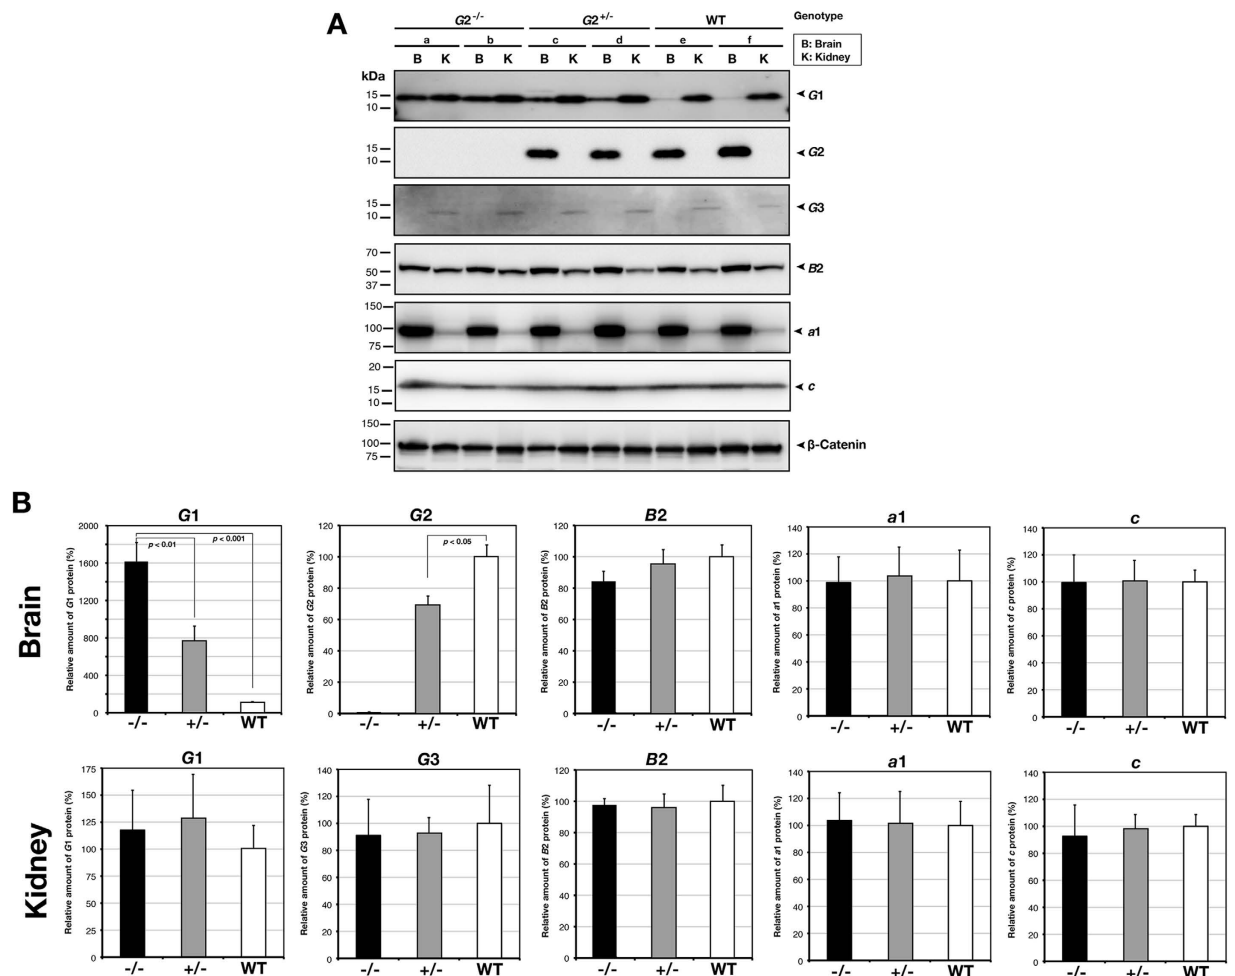 A
G2-/- G2+/- WT Genotype
a b c d e f
B: Brain
K: Kidney
B K B K B K B K B K B K
kDa
15
10
G1
15
10
G2
15
10
G3
70
50
37
B2
150
100
75
a1
20
15
10
c
150
100
75
β-Catenin
B
Brain
G1
Relative amount of G1 protein (%)
2000
1600
1200
800
400
0
p < 0.01
p < 0.001
-/- +/- WT
G2
Relative amount of G2 protein (%)
120
100
80
60
40
20
0
p < 0.05
-/- +/- WT
B2
Relative amount of B2 protein (%)
120
100
80
60
40
20
0
-/- +/- WT
a1
Relative amount of a1 protein (%)
140
120
100
80
60
40
20
0
-/- +/- WT
c
Relative amount of c protein (%)
140
120
100
80
60
40
20
0
-/- +/- WT
Kidney
G1
Relative amount of G1 protein (%)
175
150
125
100
75
50
25
0
-/- +/- WT
G3
Relative amount of G3 protein (%)
140
120
100
80
60
40
20
0
-/- +/- WT
B2
Relative amount of B2 protein (%)
120
100
80
60
40
20
0
-/- +/- WT
a1
Relative amount of a1 protein (%)
140
120
100
80
60
40
20
0
-/- +/- WT
c
Relative amount of c protein (%)
140
120
100
80
60
40
20
0
-/- +/- WT